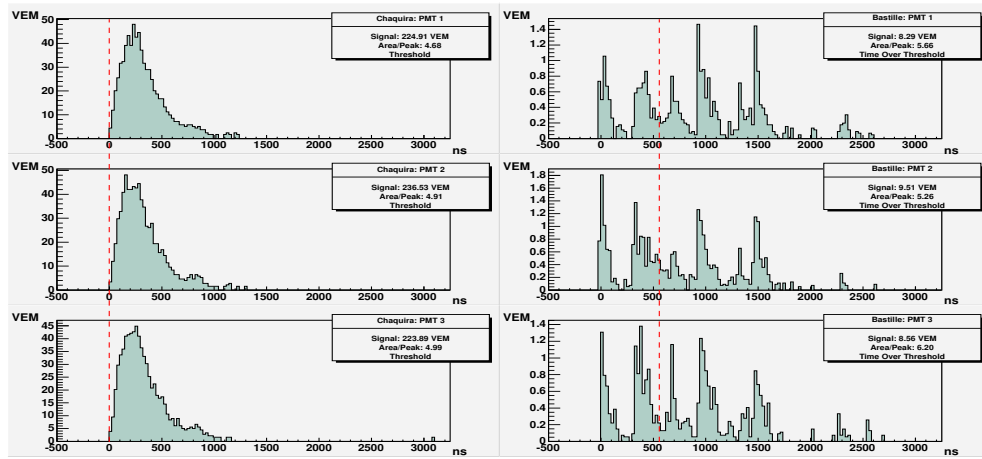 VEM
Chaquira: PMT 1
Signal: 224.91 VEM
Area/Peak: 4.68
Threshold
50
40
30
20
10
0
-500 0 500 1000 1500 2000 2500 3000
ns
VEM
Bastille: PMT 1
Signal: 8.29 VEM
Area/Peak: 5.66
Time Over Threshold
1.4
1.2
1
0.8
0.6
0.4
0.2
0
-500 0 500 1000 1500 2000 2500 3000
ns
VEM
Chaquira: PMT 2
Signal: 236.53 VEM
Area/Peak: 4.91
Threshold
50
40
30
20
10
0
-500 0 500 1000 1500 2000 2500 3000
ns
VEM
Bastille: PMT 2
Signal: 9.51 VEM
Area/Peak: 5.26
Time Over Threshold
1.8
1.6
1.4
1.2
1
0.8
0.6
0.4
0.2
0
-500 0 500 1000 1500 2000 2500 3000
ns
VEM
Chaquira: PMT 3
Signal: 223.89 VEM
Area/Peak: 4.99
Threshold
45
40
35
30
25
20
15
10
5
0
-500 0 500 1000 1500 2000 2500 3000
ns
VEM
Bastille: PMT 3
Signal: 8.56 VEM
Area/Peak: 6.20
Time Over Threshold
1.4
1.2
1
0.8
0.6
0.4
0.2
0
-500 0 500 1000 1500 2000 2500 3000
ns